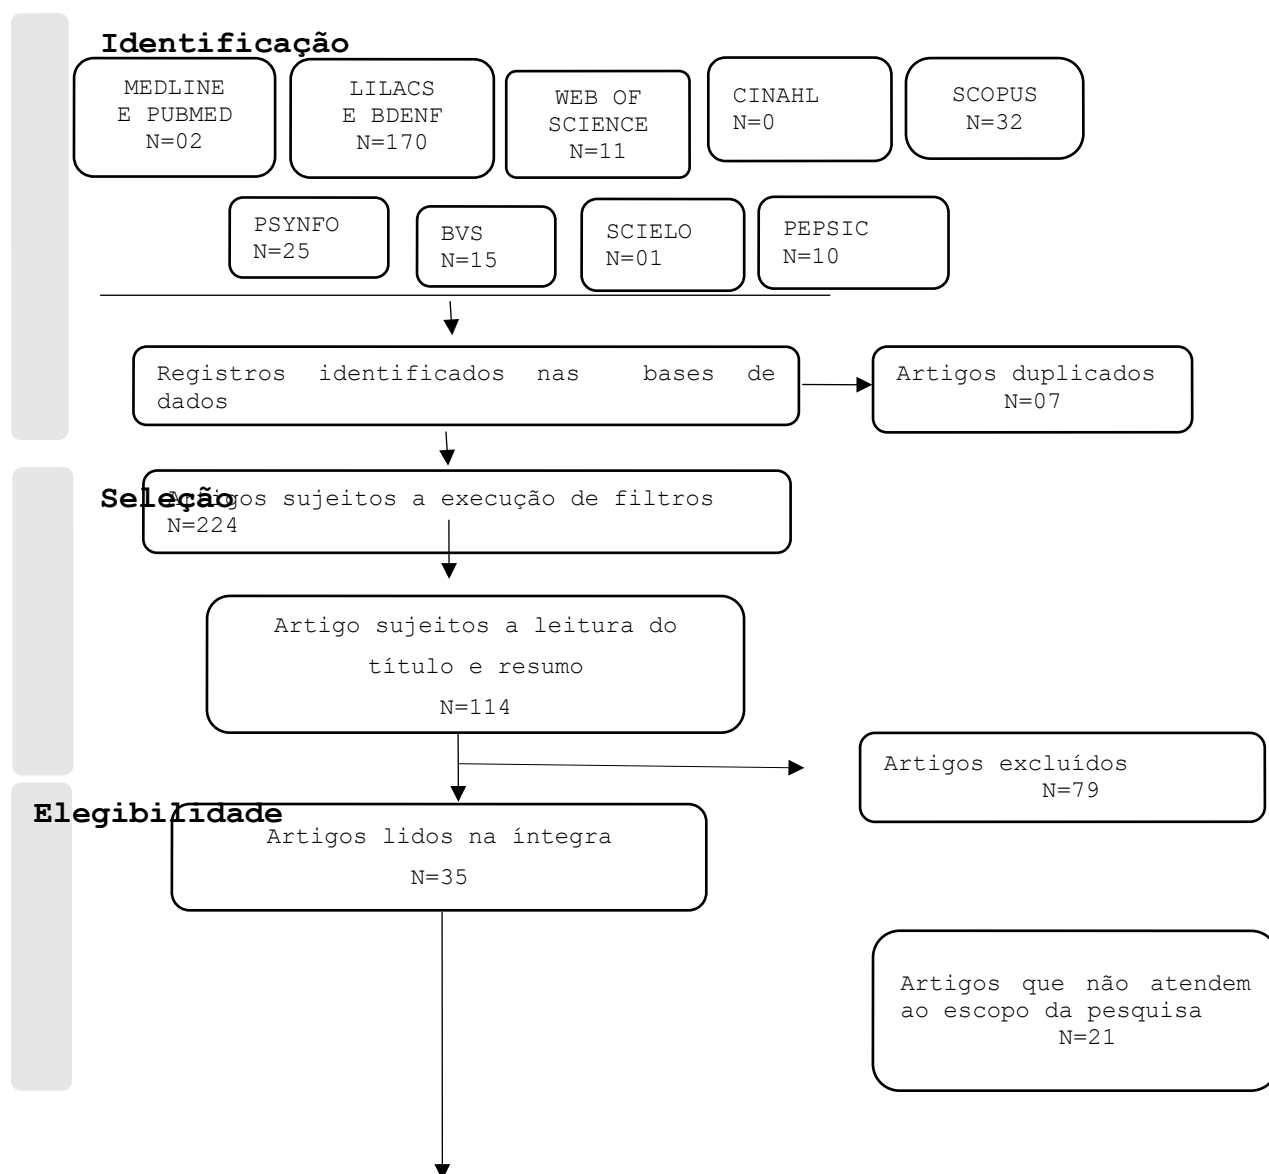 Identificação
MEDLINE
E PUBMED
N=02
LILACS
E BDENF
N=170
WEB OF
SCIENCE
N=11
CINAHL
N=0
SCOPUS
N=32
PSYNFO
N=25
BVS
N=15
SCIELO
N=01
PEPSIC
N=10
Registros identificados nas bases de
dados
Artigos duplicados
N=07
Seleção
Artigos sujeitos a execução de filtros
N=224
Artigo sujeitos a leitura do
título e resumo
N=114
Artigos excluídos
N=79
Elegibilidade
Artigos lidos na íntegra
N=35
Artigos que não atendem
ao escopo da pesquisa
N=21